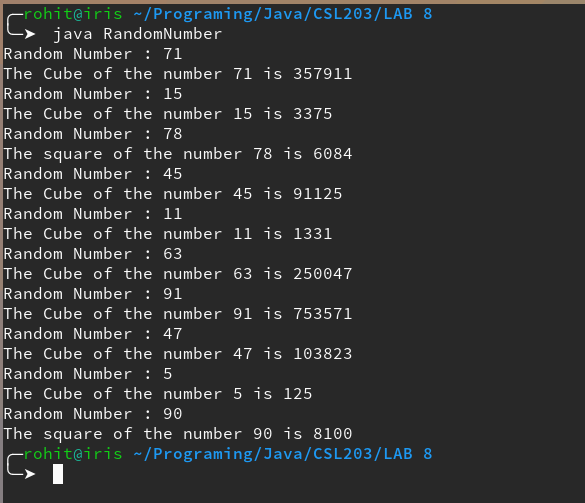 ╭─rohit@iris ~/Programing/Java/CSL203/LAB 8
╰─➤  java RandomNumber
Random Number : 71
The Cube of the number 71 is 357911
Random Number : 15
The Cube of the number 15 is 3375
Random Number : 78
The square of the number 78 is 6084
Random Number : 45
The Cube of the number 45 is 91125
Random Number : 11
The Cube of the number 11 is 1331
Random Number : 63
The Cube of the number 63 is 250047
Random Number : 91
The Cube of the number 91 is 753571
Random Number : 47
The Cube of the number 47 is 103823
Random Number : 5
The Cube of the number 5 is 125
Random Number : 90
The square of the number 90 is 8100
╭─rohit@iris ~/Programing/Java/CSL203/LAB 8
╰─➤